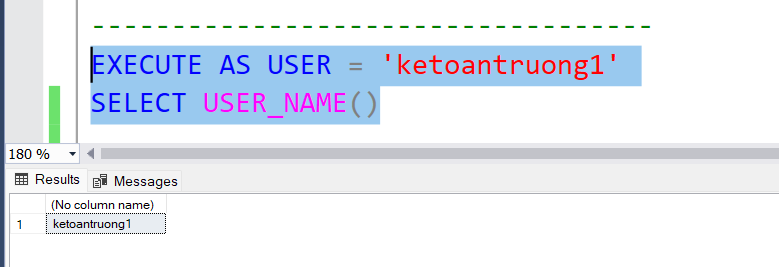 -------------------------------------
EXECUTE AS USER = 'ketoantruong1'
SELECT USER_NAME()
180 %
Results Messages
(No column name)
1 ketoantruong1